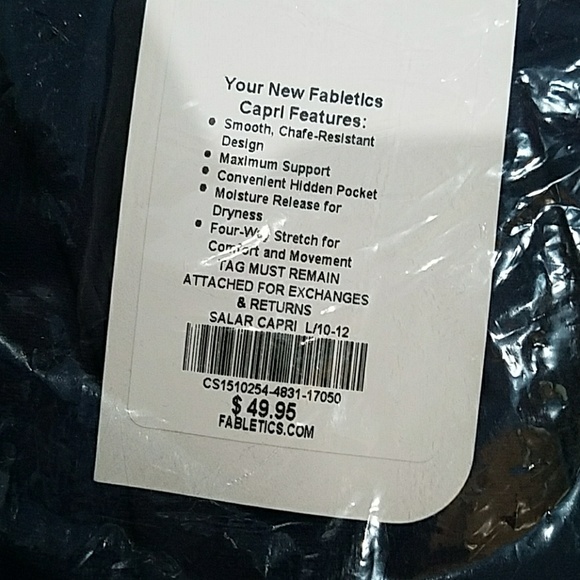 Your New Fabletics
Capri Features:
• Smooth, Chafe-Resistant
Design
• Maximum Support
• Convenient Hidden Pocket
• Moisture Release for
Dryness
• Four-Way Stretch for
Comfort and Movement
TAG MUST REMAIN
ATTACHED FOR EXCHANGES
& RETURNS
SALAR CAPRI L/10-12
CS1510254-4831-17050
$49.95
FABLETICS.COM